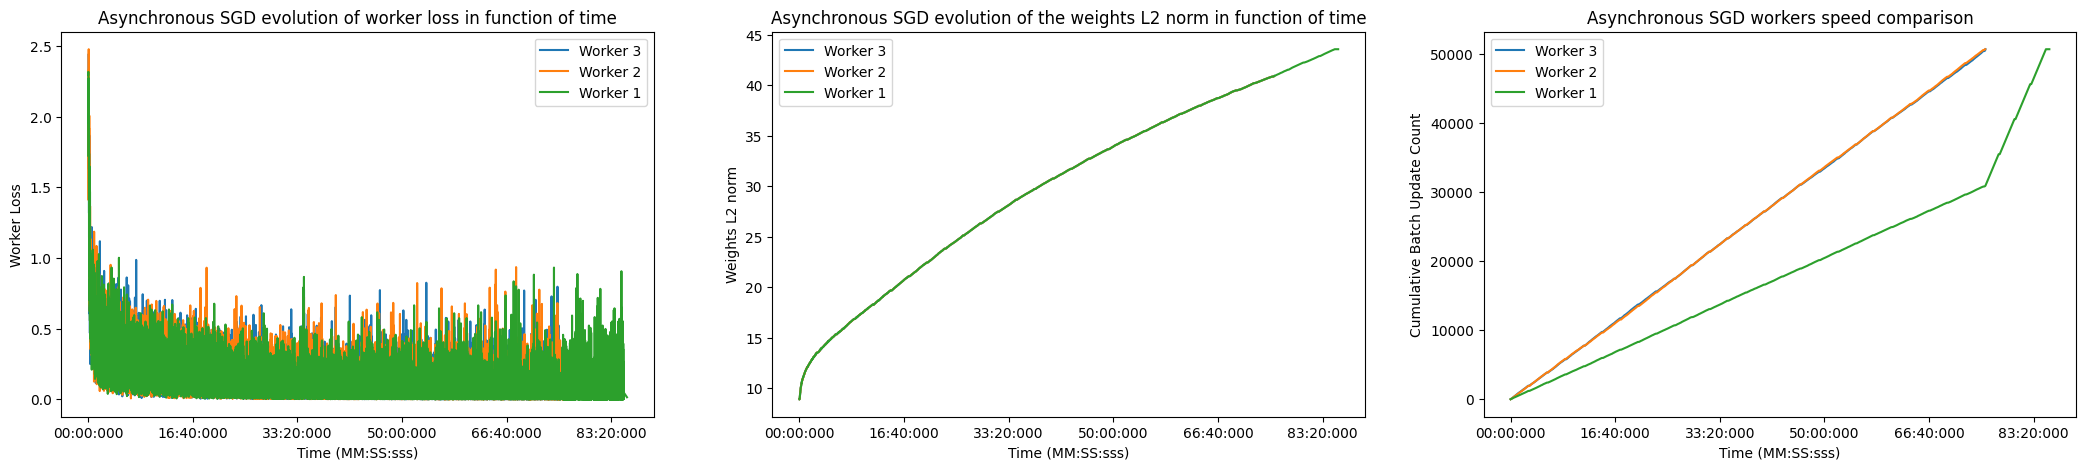 Asynchronous SGD evolution of worker loss in function of time
Worker Loss
2.5
2.0
1.5
1.0
0.5
0.0
Worker 3
Worker 2
Worker 1
00:00:000
16:40:000
33:20:000
50:00:000
66:40:000
83:20:000
Time (MM:SS:sss)
Asynchronous SGD evolution of the weights L2 norm in function of time
Weights L2 norm
45
40
35
30
25
20
15
10
Worker 3
Worker 2
Worker 1
00:00:000
16:40:000
33:20:000
50:00:000
66:40:000
83:20:000
Time (MM:SS:sss)
Asynchronous SGD workers speed comparison
Cumulative Batch Update Count
50000
40000
30000
20000
10000
0
Worker 3
Worker 2
Worker 1
00:00:000
16:40:000
33:20:000
50:00:000
66:40:000
83:20:000
Time (MM:SS:sss)